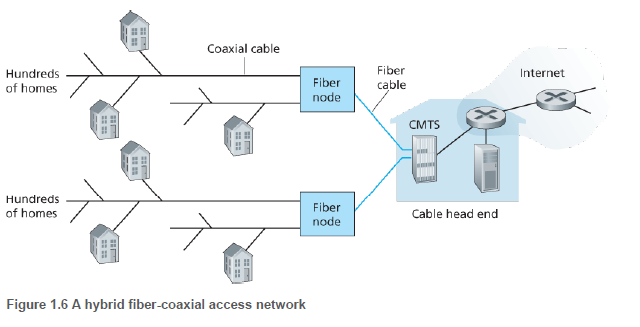 Coaxial cable
Hundreds
of homes
Fiber
node
Fiber
cable
Internet
CMTS
Hundreds
of homes
Fiber
node
Cable head end
Figure 1.6 A hybrid fiber-coaxial access network